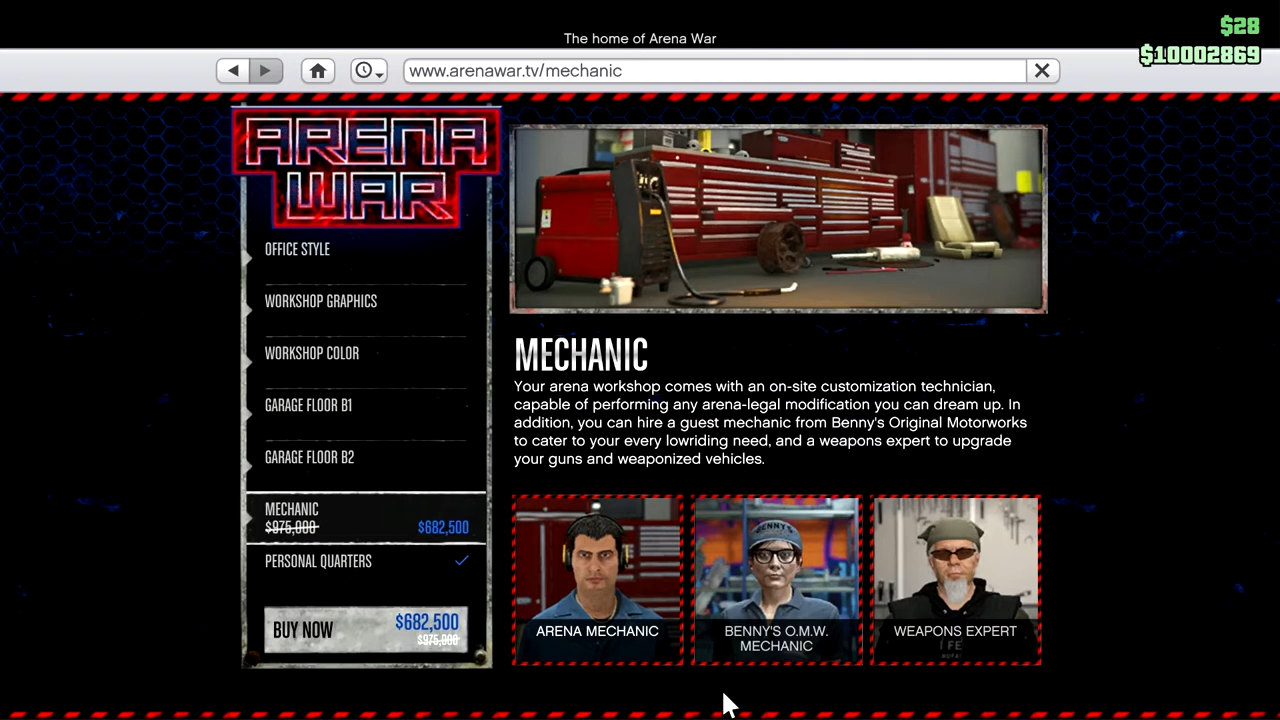 The home of Arena War
$28
$10002869
www.arenawar.tv/mechanic
ARENA
WAR
OFFICE STYLE
WORKSHOP GRAPHICS
WORKSHOP COLOR
GARAGE FLOOR B1
GARAGE FLOOR B2
MECHANIC
$975,000 $682,500
PERSONAL QUARTERS
BUY NOW $682,500
$975,000
MECHANIC
Your arena workshop comes with an on-site customization technician,
capable of performing any arena-legal modification you can dream up. In
addition, you can hire a guest mechanic from Benny's Original Motorworks
to cater to your every lowriding need, and a weapons expert to upgrade
your guns and weaponized vehicles.
ARENA MECHANIC
BENNY'S
BENNY'S O.M.W.
MECHANIC
WEAPONS EXPERT